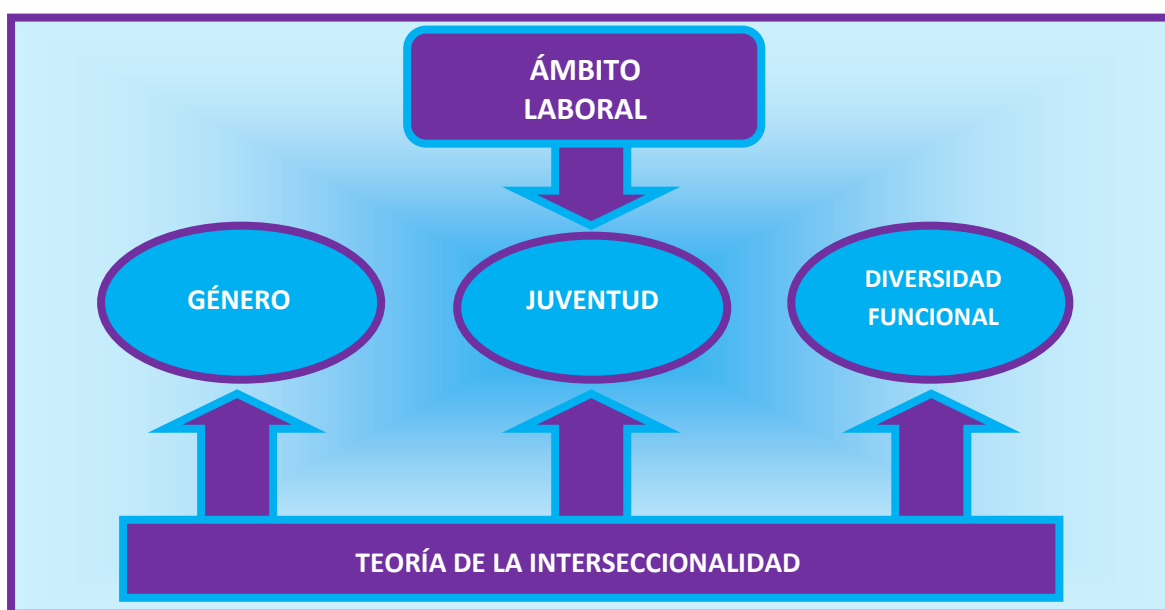 ÁMBITO
LABORAL
GÉNERO
JUVENTUD
DIVERSIDAD
FUNCIONAL
TEORÍA DE LA INTERSECCIONALIDAD